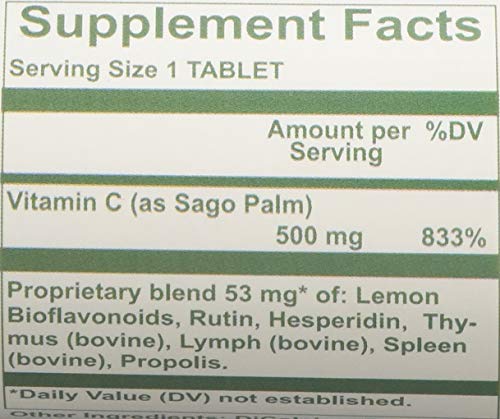 Supplement Facts
Serving Size 1 TABLET
Amount per %DV
Serving
Vitamin C (as Sago Palm)
500 mg 833%
Proprietary blend 53 mg* of: Lemon
Bioflavonoids, Rutin, Hesperidin, Thy-
mus (bovine), Lymph (bovine), Spleen
(bovine), Propolis.
*Daily Value (DV) not established.
Other Ingredients: